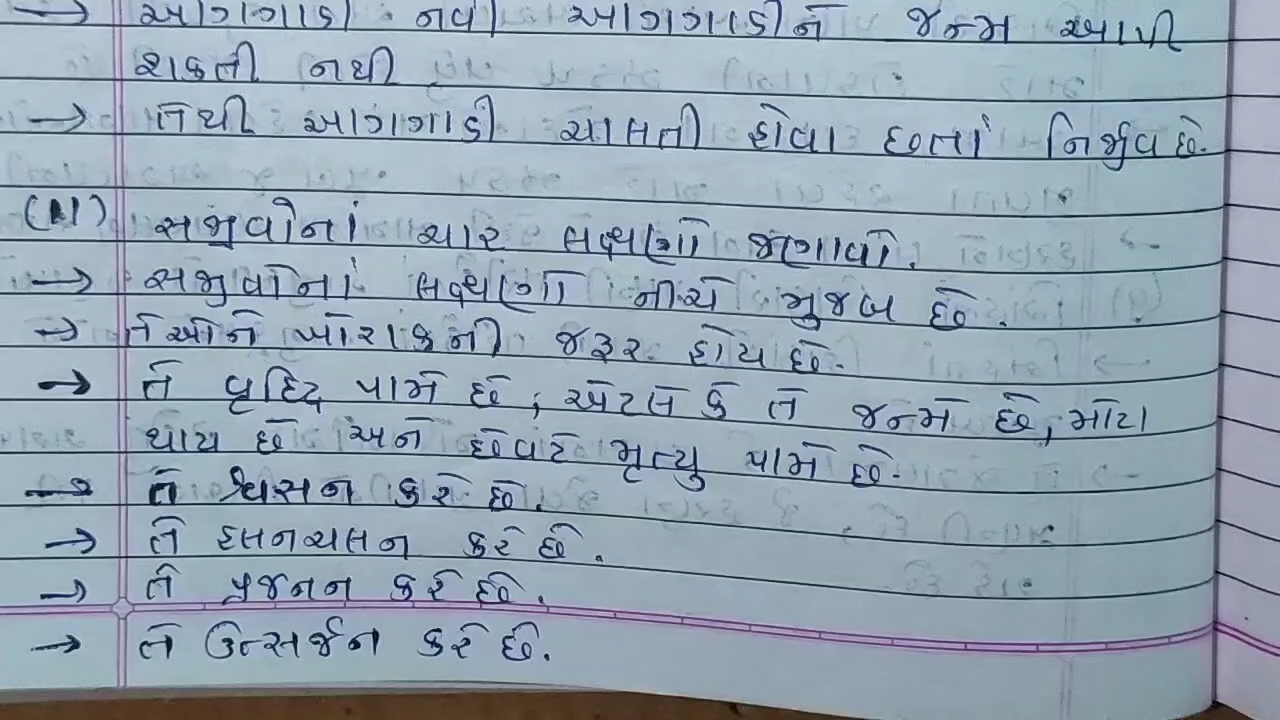 → આગગાડી નવી આગગાડીને જન્મ આપી
શકતી નથી
→ તેથી આગગાડી ચાલતી હોવા છતાં નિર્જીવ છે.
(11) સજીવોનાં ચાર લક્ષણો જણાવો.
→ સજીવોનાં લક્ષણો નીચે મુજબ છે.
→ તેઓને ખોરાકની જરૂર હોય છે.
→ તે વૃદ્ધિ પામે છે, એટલે કે તે જન્મે છે, મોટા
થાય છે અને છેવટે મૃત્યુ પામે છે.
→ તે શ્વસન કરે છે.
→ તે હલનચલન કરે છે.
→ તે પ્રજનન કરે છે.
→ તે ઉત્સર્જન કરે છે.